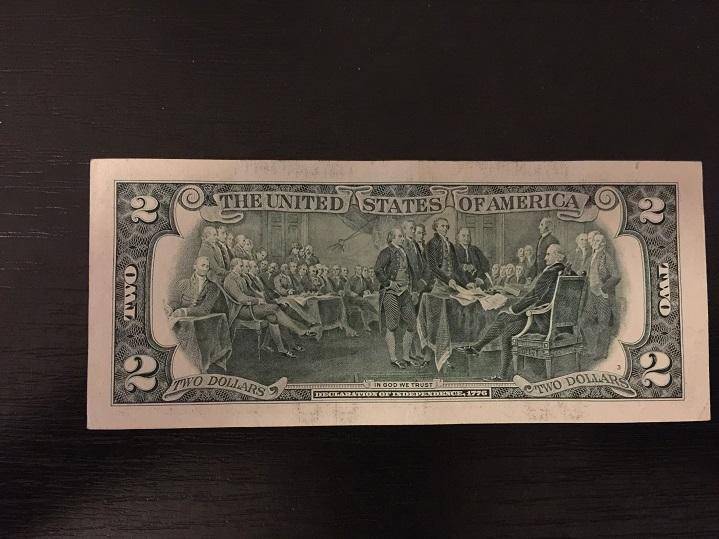 THE UNITED STATES OF AMERICA
2
2
TWO
TWO
2
2
TWO DOLLARS
IN GOD WE TRUST
TWO DOLLARS
DECLARATION OF INDEPENDENCE, 1776
3